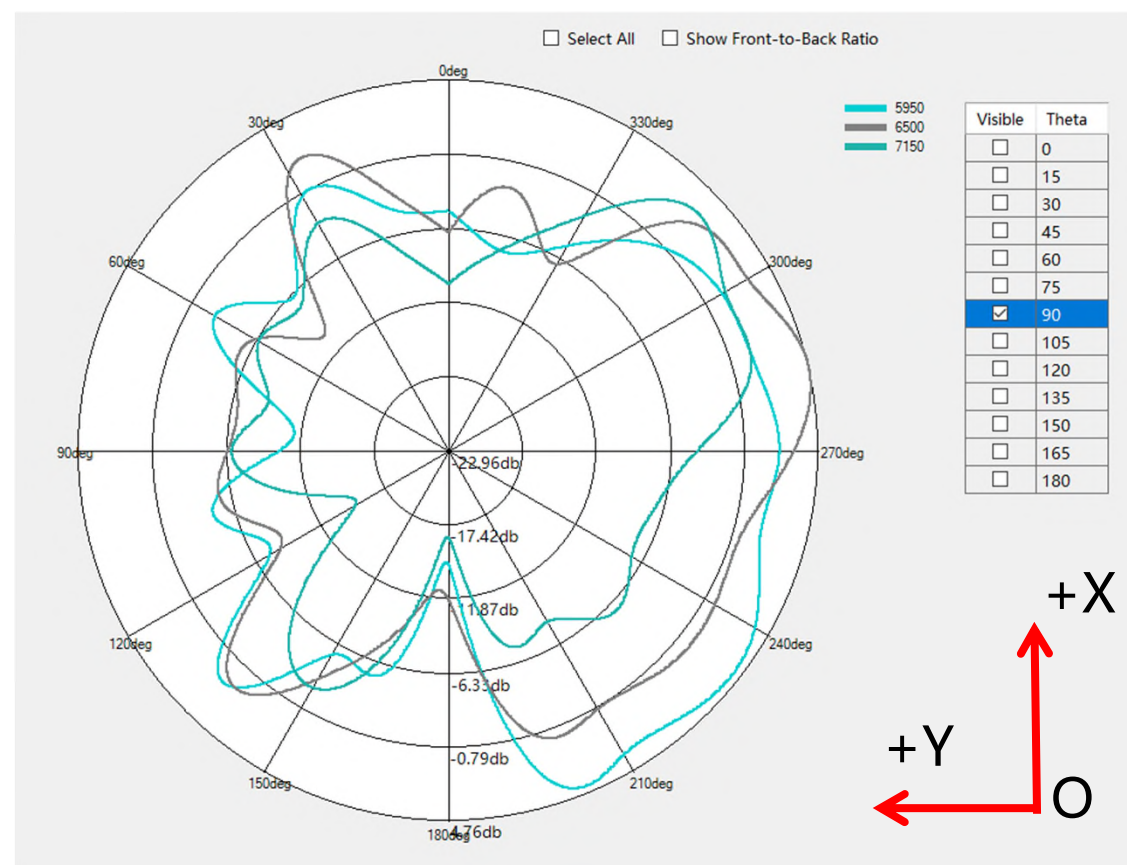 Select All
Show Front-to-Back Ratio
0deg
30deg
330deg
5950
6500
7150
Visible Theta
0
15
30
45
60
75
90
105
120
135
150
165
180
60deg
300deg
90deg
270deg
-22.96db
-17.42db
-11.87db
120deg
240deg
-6.33db
-0.79db
150deg
210deg
180deg
4.76db
+X
+Y
O